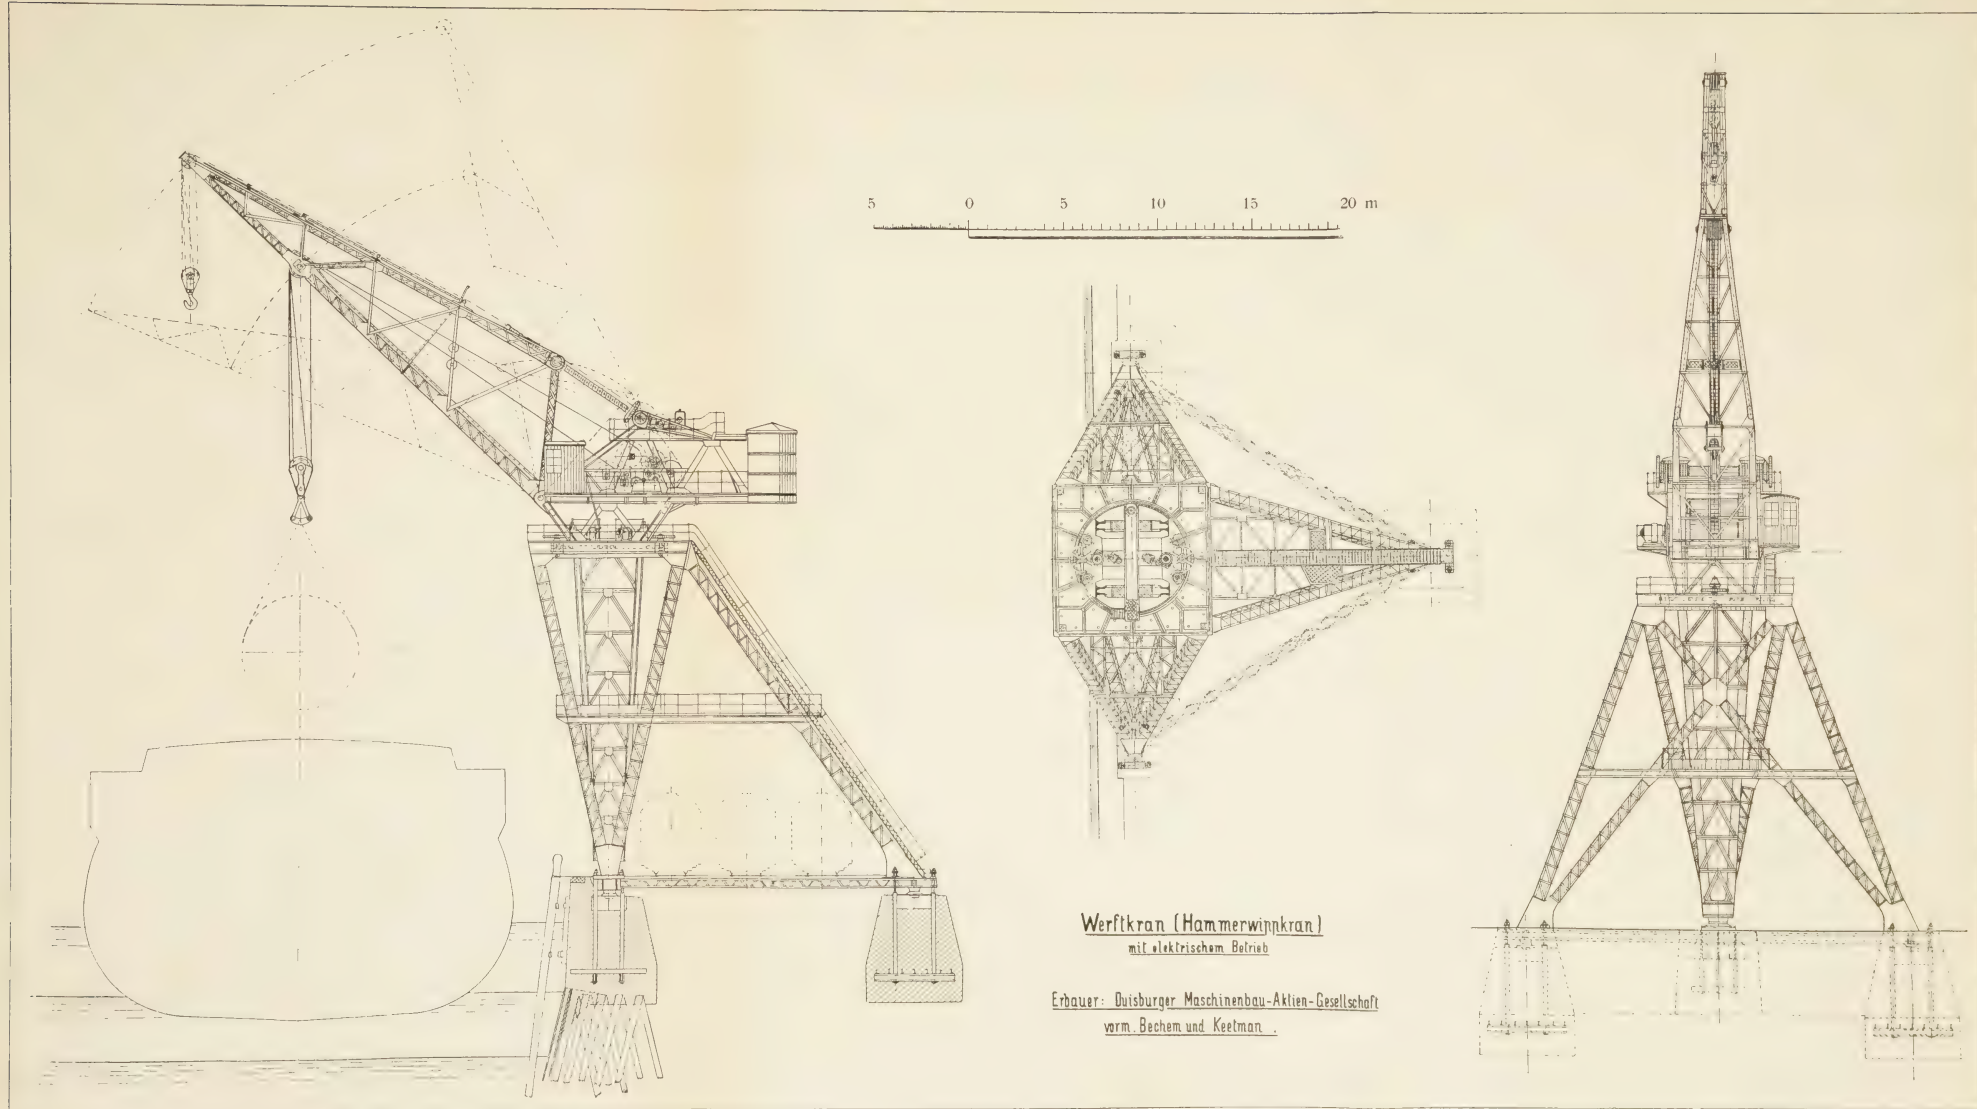 5 0 5 10 15 20 m
Werftkran (Hammerwippkran)
mit elektrischem Betrieb
Erbauer: Duisburger Maschinenbau-Aktien-Gesellschaft
vorm. Bechem und Keetman.